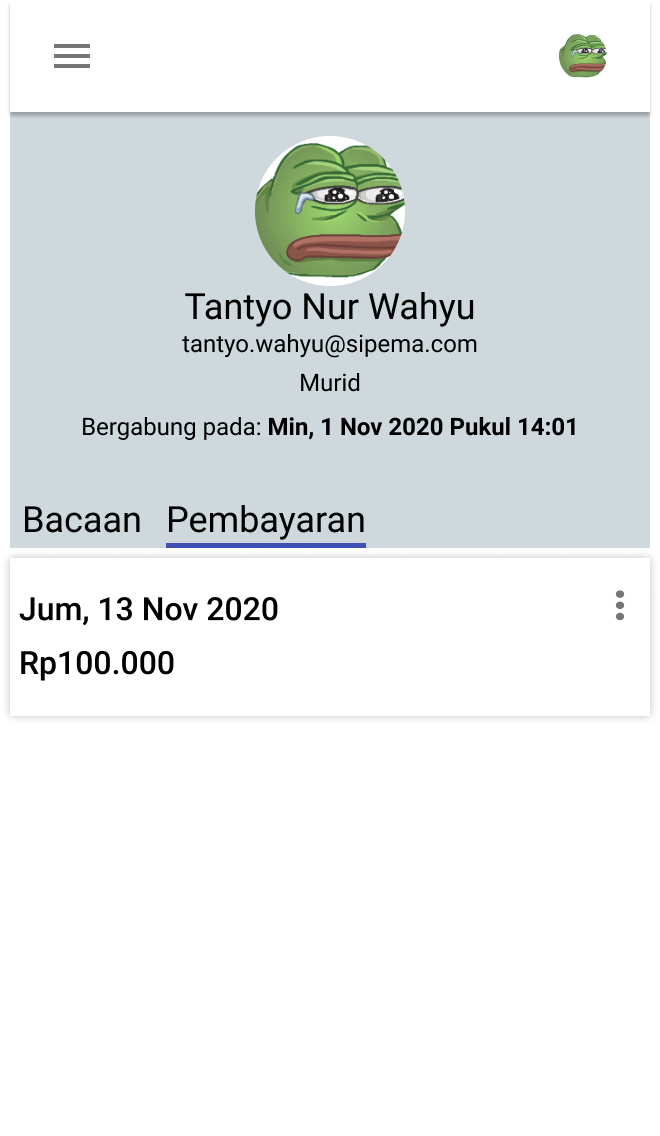 Tantyo Nur Wahyu
tantyo.wahyu@sipema.com
Murid
Bergabung pada: Min, 1 Nov 2020 Pukul 14:01
Bacaan Pembayaran
Jum, 13 Nov 2020
Rp100.000